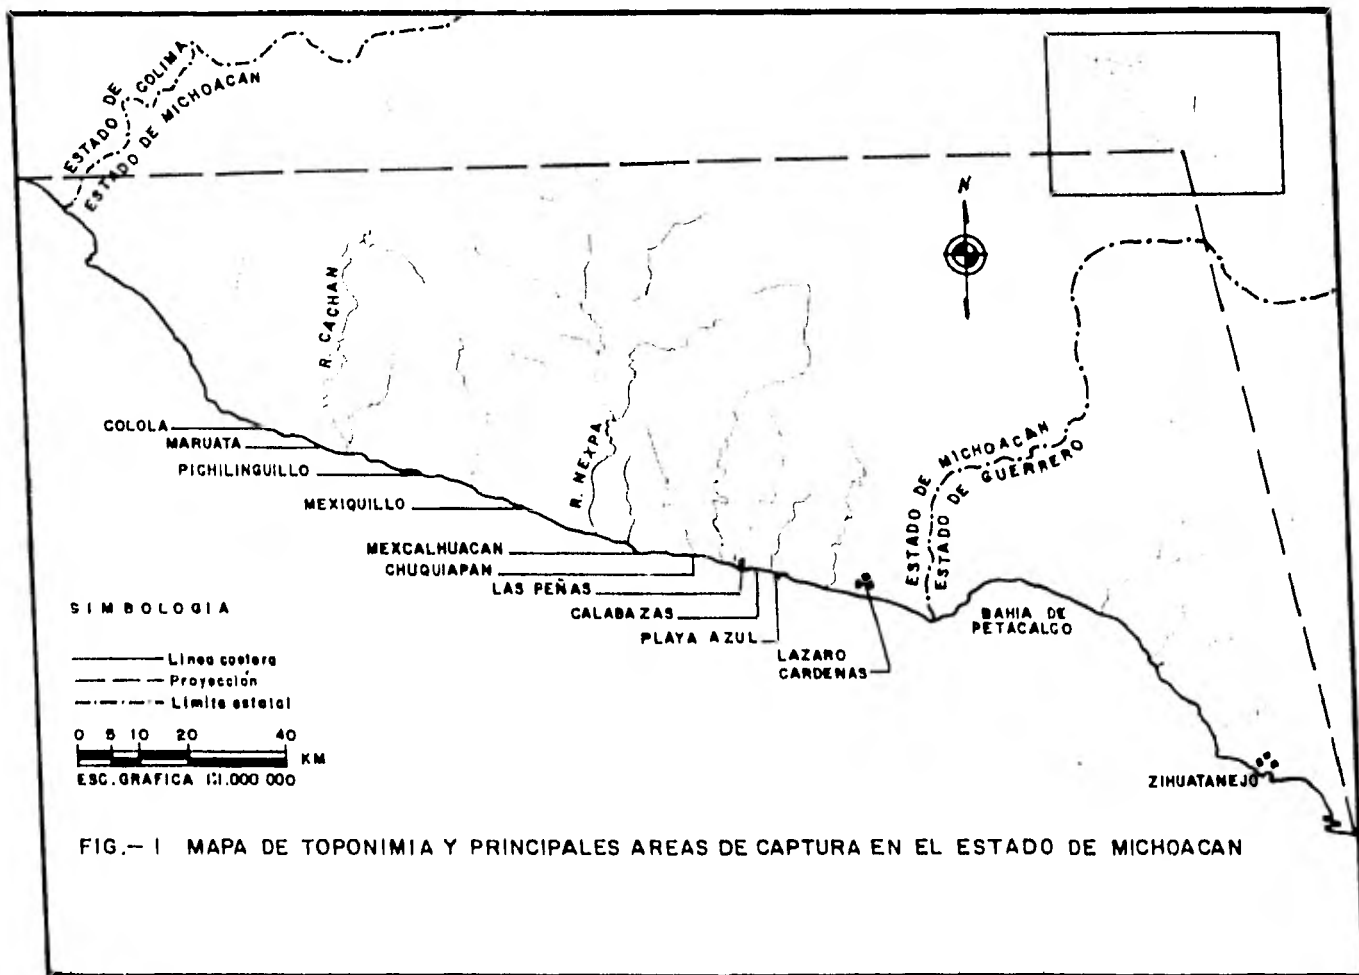 ESTADO DE COLIMA
ESTADO DE MICHOACAN
N
R. CACHAN
R. NEXPA
COLOLA
MARUATA
PICHILINGUILLO
MEXIQUILLO
MEXCALHUACAN
CHUQUIAPAN
LAS PEÑAS
CALABAZAS
PLAYA AZUL
LAZARO
CARDENAS
ESTADO DE MICHOACAN
ESTADO DE GUERRERO
BAHIA DE
PETACALCO
ZIHUATANEJO
SIMBOLOGIA
Linea costera
Proyección
Limite estatal
0 5 10 20 40
KM
ESC. GRAFICA 1:1.000 000
FIG.- 1 MAPA DE TOPONIMIA Y PRINCIPALES AREAS DE CAPTURA EN EL ESTADO DE MICHOACAN